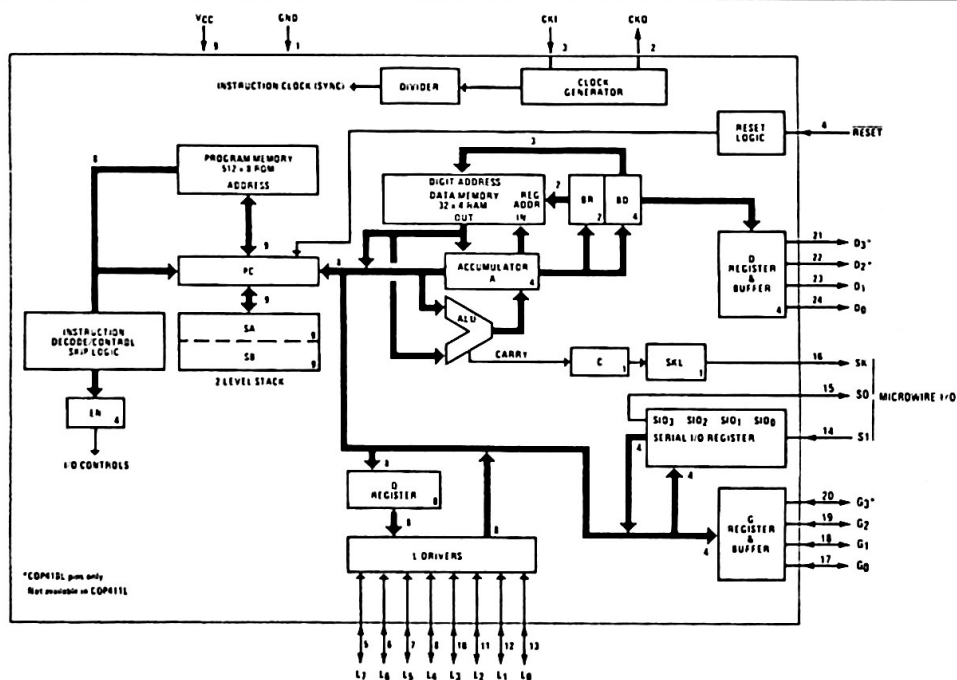 VCC
GND
CKI
CKO
9
1
3
2
INSTRUCTION CLOCK (SYNC)
DIVIDER
CLOCK
GENERATOR
RESET
LOGIC
4
RESET
8
PROGRAM MEMORY
512 x 8 ROM
ADDRESS
3
DIGIT ADDRESS
DATA MEMORY
32 x 4 RAM
OUT
REG
ADDR
IN
2
BR
2
BD
4
9
PC
8
ACCUMULATOR
A
4
D
REGISTER
&
BUFFER
4
21
D3*
22
D2*
23
D1
24
D0
9
INSTRUCTION
DECODE/CONTROL
SKIP LOGIC
SA
9
SB
9
2 LEVEL STACK
ALU
CARRY
C
1
SKL
1
16
SK
15
SO
14
SI
MICROWIRE I/O
EN
4
I/O CONTROLS
SIO3 SIO2 SIO1 SIO0
SERIAL I/O REGISTER
4
4
8
REGISTER
8
8
8
L DRIVERS
4
G
REGISTER
&
BUFFER
20
G3*
19
G2
18
G1
17
G0
*COP410L pins only
Not available in COP411L
5
6
7
8
10
11
12
13
L7
L6
L5
L4
L3
L2
L1
L0